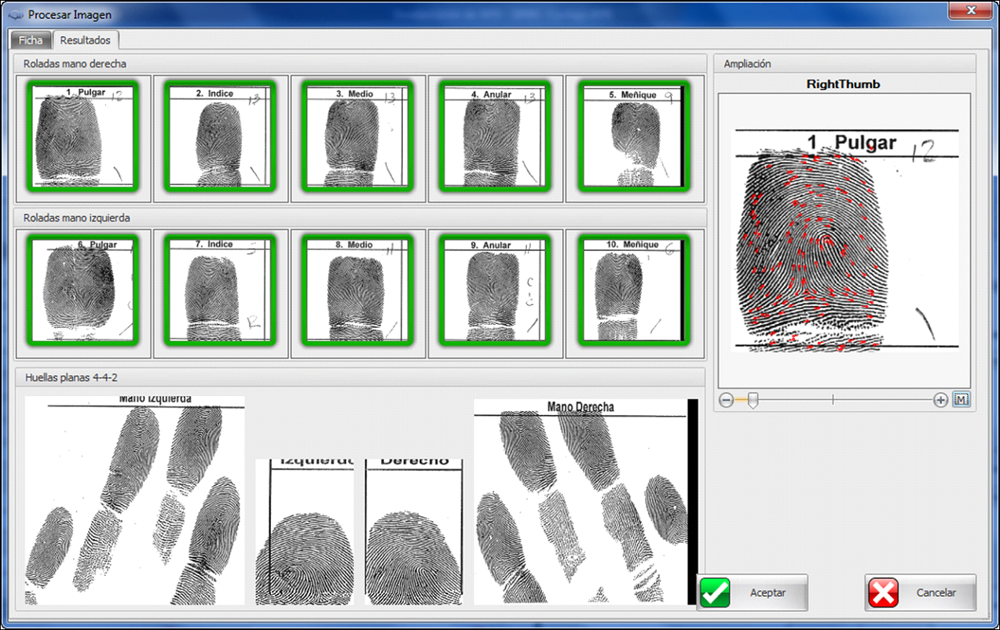 Procesar Imagen
Ficha
Resultados
Roladas mano derecha
1. Pulgar 12
2. Indice 13
3. Medio 13
4. Anular 13
5. Meñique 9
Roladas mano izquierda
6. Pulgar
7. Indice 5
R
8. Medio 11
9. Anular 11
10. Meñique 6
Huellas planas 4-4-2
Mano Izquierda
Izquierdo
Derecho
Mano Derecha
Ampliación
RightThumb
1 Pulgar 12
M
Aceptar
Cancelar